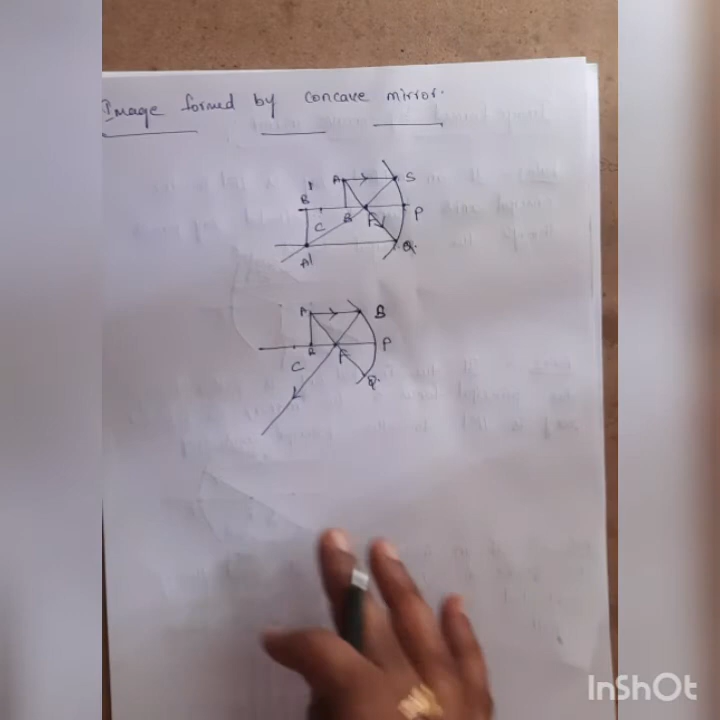 Image formed by concave mirror.
A S
B' B F P
C
A' Q.
A B
B F P
C
Q.
InShOt